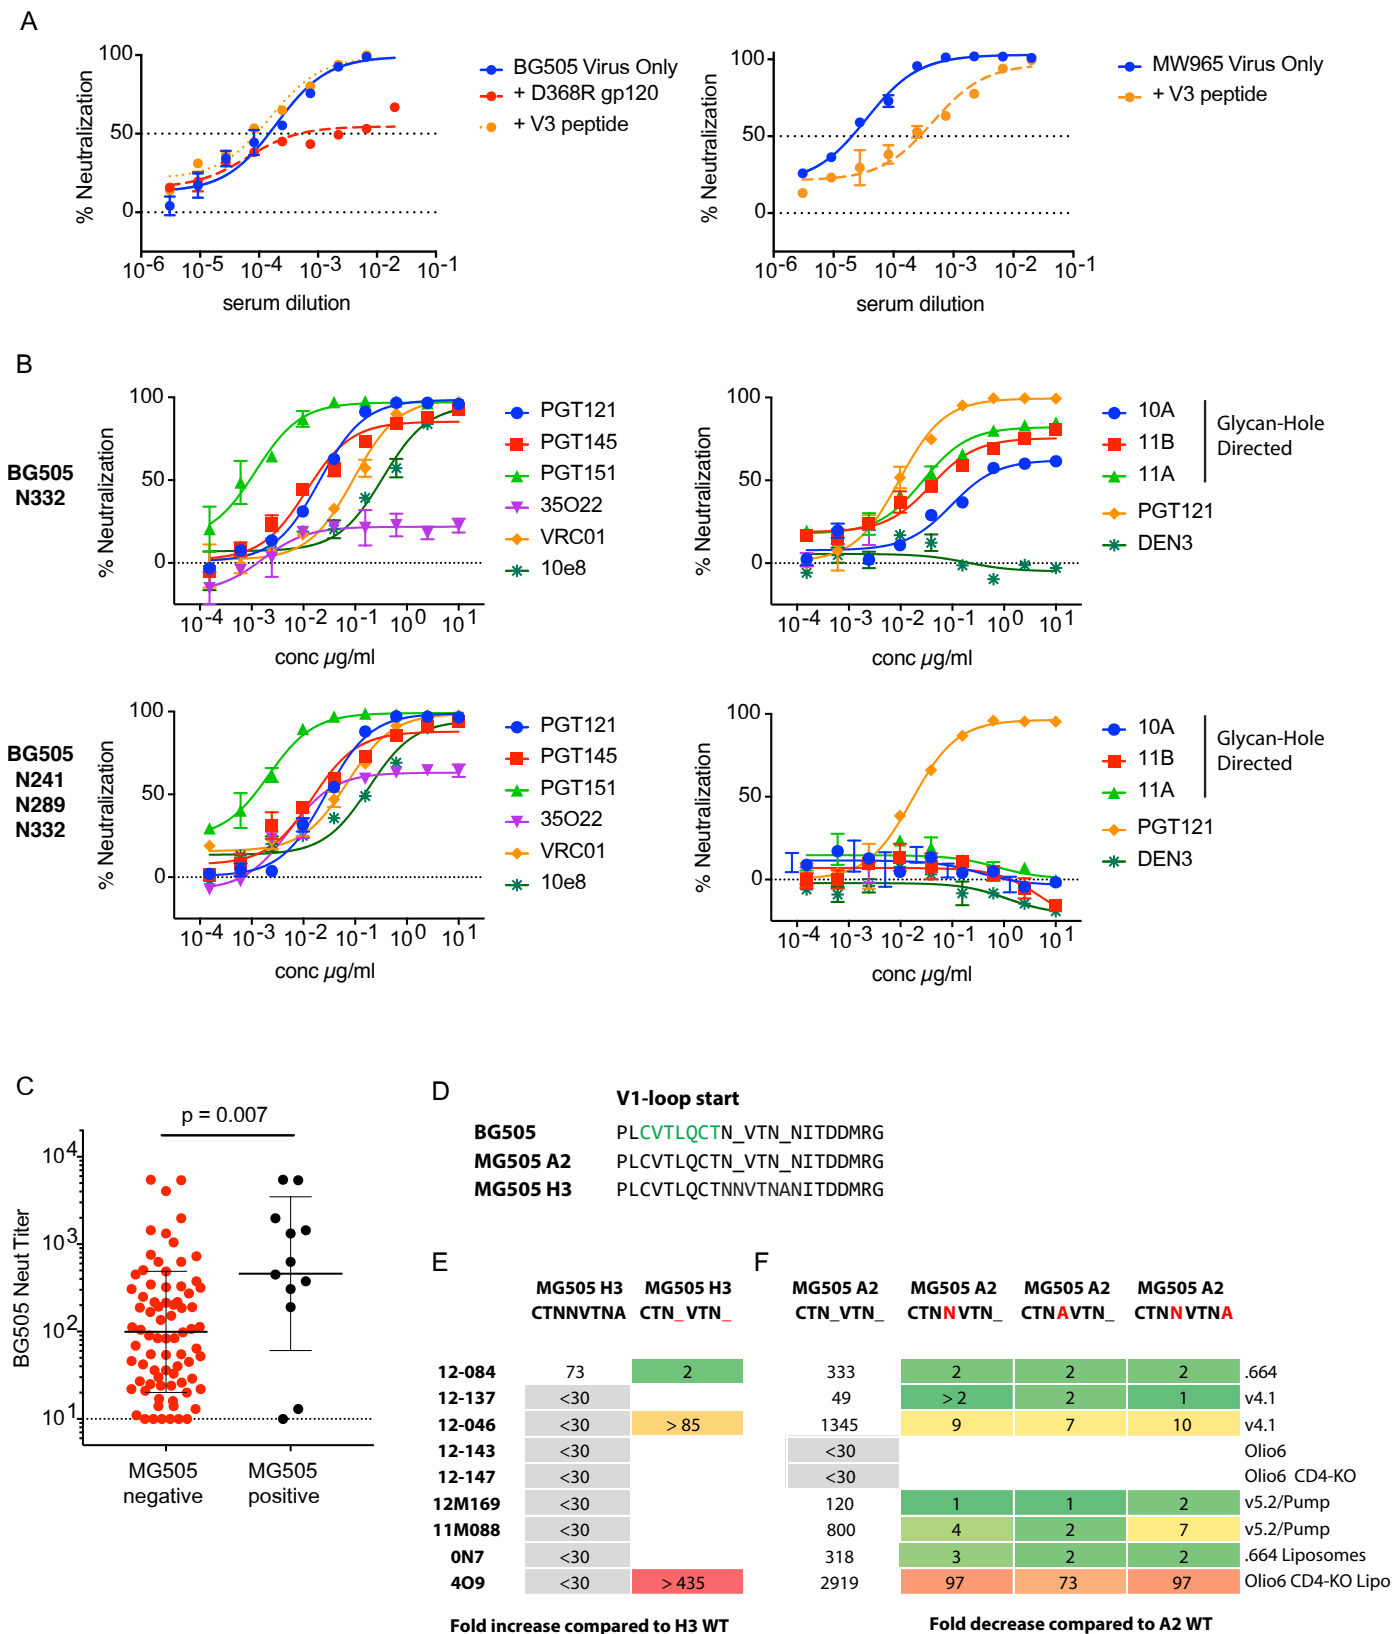 A
% Neutralization
100
50
0
10-6 10-5 10-4 10-3 10-2 10-1
serum dilution
BG505 Virus Only
+ D368R gp120
+ V3 peptide
% Neutralization
100
50
0
10-6 10-5 10-4 10-3 10-2 10-1
serum dilution
MW965 Virus Only
+ V3 peptide
B
BG505
N332
% Neutralization
100
50
0
10-4 10-3 10-2 10-1 100 101
conc µg/ml
PGT121
PGT145
PGT151
35O22
VRC01
10e8
% Neutralization
100
50
0
10-4 10-3 10-2 10-1 100 101
conc µg/ml
10A
11B
11A
Glycan-Hole
Directed
PGT121
DEN3
BG505
N241
N289
N332
% Neutralization
100
50
0
10-4 10-3 10-2 10-1 100 101
conc µg/ml
PGT121
PGT145
PGT151
35O22
VRC01
10e8
% Neutralization
100
50
0
10-4 10-3 10-2 10-1 100 101
conc µg/ml
10A
11B
11A
Glycan-Hole
Directed
PGT121
DEN3
C
p = 0.007
BG505 Neut Titer
104
103
102
101
MG505 negative
MG505 positive
D
V1-loop start
BG505 PLCVTLQCTN_VTN_NITDDMRG
MG505 A2 PLCVTLQCTN_VTN_NITDDMRG
MG505 H3 PLCVTLQCTNNVTNANITDDMRG
E
MG505 H3 MG505 H3
CTNNVTNA CTN_VTN_
12-084 73 2
12-137 <30
12-046 <30 > 85
12-143 <30
12-147 <30
12M169 <30
11M088 <30
0N7 <30
4O9 <30 > 435
Fold increase compared to H3 WT
F
MG505 A2 MG505 A2 MG505 A2 MG505 A2
CTN_VTN_ CTNNVTN_ CTNAVTN_ CTNNVTNA
333 2 2 2 .664
49 > 2 2 1 v4.1
1345 9 7 10 v4.1
<30 Olio6
<30 Olio6 CD4-KO
120 1 1 2 v5.2/Pump
800 4 2 7 v5.2/Pump
318 3 2 2 .664 Liposomes
2919 97 73 97 Olio6 CD4-KO Lipo
Fold decrease compared to A2 WT